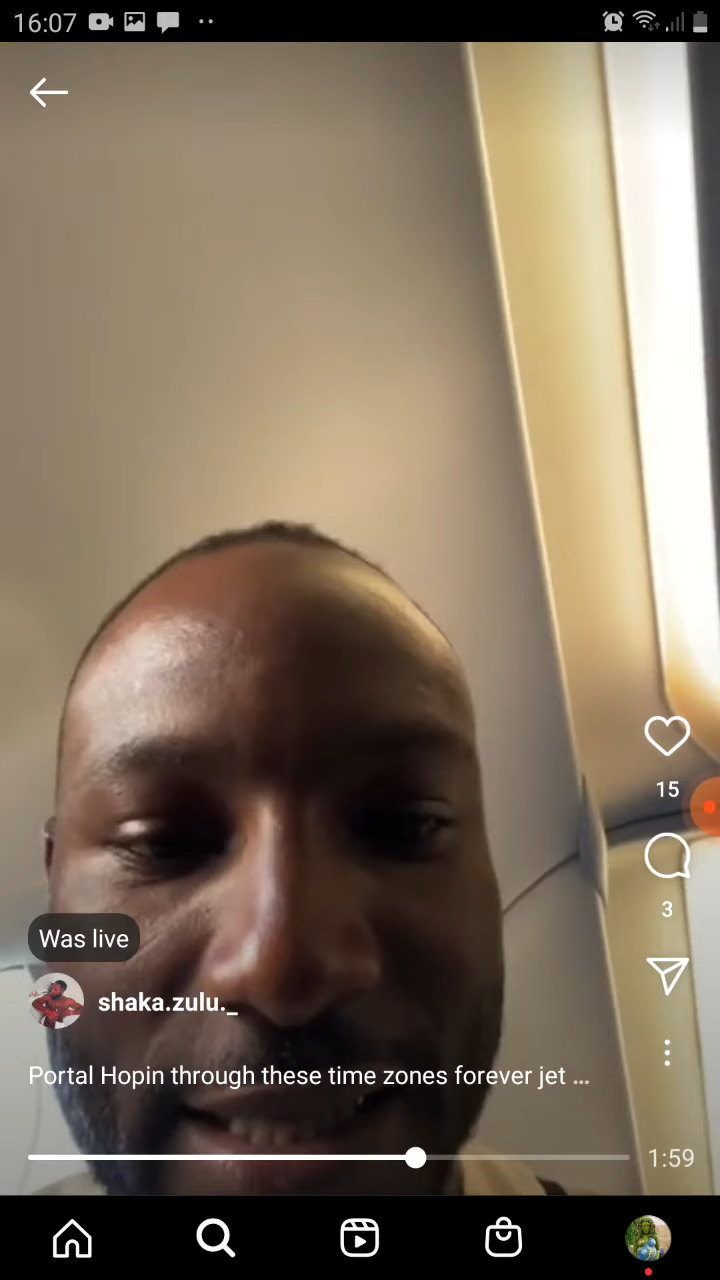 16:07
15
3
Was live
shaka.zulu._
Portal Hopin through these time zones forever jet ...
1:59